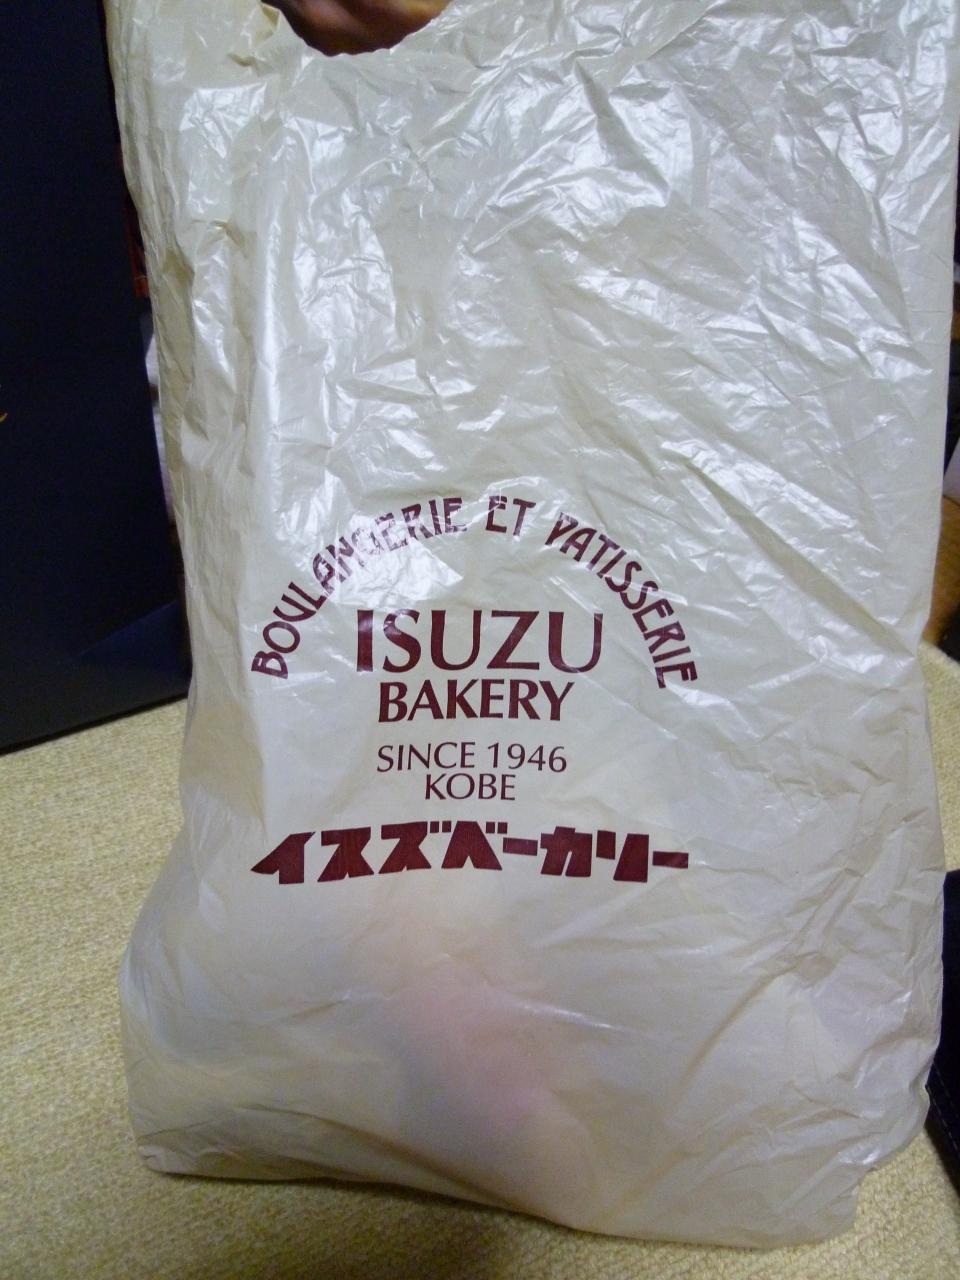 BOULANGERIE ET PATISSERIE
ISUZU
BAKERY
SINCE 1946
KOBE
イスズベーカリー